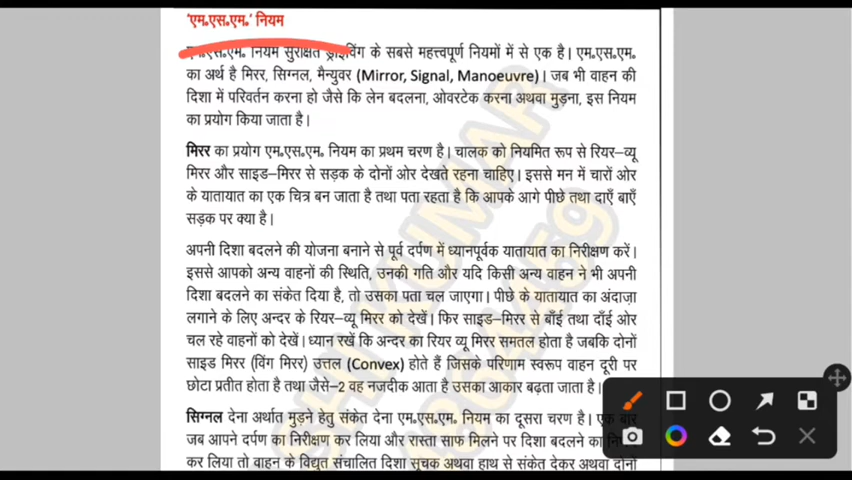 'एम॰एस॰एम॰' नियम
एम॰एस॰एम॰ नियम सुरक्षित ड्राइविंग के सबसे महत्त्वपूर्ण नियमों में से एक है। एम॰एस॰एम॰
का अर्थ है मिरर, सिग्नल, मैन्युवर (Mirror, Signal, Manoeuvre)। जब भी वाहन की
दिशा में परिवर्तन करना हो जैसे कि लेन बदलना, ओवरटेक करना अथवा मुड़ना, इस नियम
का प्रयोग किया जाता है।
मिरर का प्रयोग एम॰एस॰एम॰ नियम का प्रथम चरण है। चालक को नियमित रूप से रियर–व्यू
मिरर और साइड–मिरर से सड़क के दोनों ओर देखते रहना चाहिए। इससे मन में चारों ओर
के यातायात का एक चित्र बन जाता है तथा पता रहता है कि आपके आगे पीछे तथा दाएँ बाएँ
सड़क पर क्या है।
अपनी दिशा बदलने की योजना बनाने से पूर्व दर्पण में ध्यानपूर्वक यातायात का निरीक्षण करें।
इससे आपको अन्य वाहनों की स्थिति, उनकी गति और यदि किसी अन्य वाहन ने भी अपनी
दिशा बदलने का संकेत दिया है, तो उसका पता चल जाएगा। पीछे के यातायात का अंदाज़ा
लगाने के लिए अन्दर के रियर–व्यू मिरर को देखें। फिर साइड–मिरर से बाँई तथा दाँई ओर
चल रहे वाहनों को देखें। ध्यान रखें कि अन्दर का रियर व्यू मिरर समतल होता है जबकि दोनों
साइड मिरर (विंग मिरर) उत्तल (Convex) होते हैं जिसके परिणाम स्वरूप वाहन दूरी पर
छोटा प्रतीत होता है तथा जैसे–2 वह नजदीक आता है उसका आकार बढ़ता जाता है।
सिग्नल देना अर्थात मुड़ने हेतु संकेत देना एम॰एस॰एम॰ नियम का दूसरा चरण है। एक बार
जब आपने दर्पण का निरीक्षण कर लिया और रास्ता साफ मिलने पर दिशा बदलने का
कर लिया तो वाहन के विद्युत संचालित दिशा सूचक अथवा हाथ से संकेत देकर अथवा दोनों